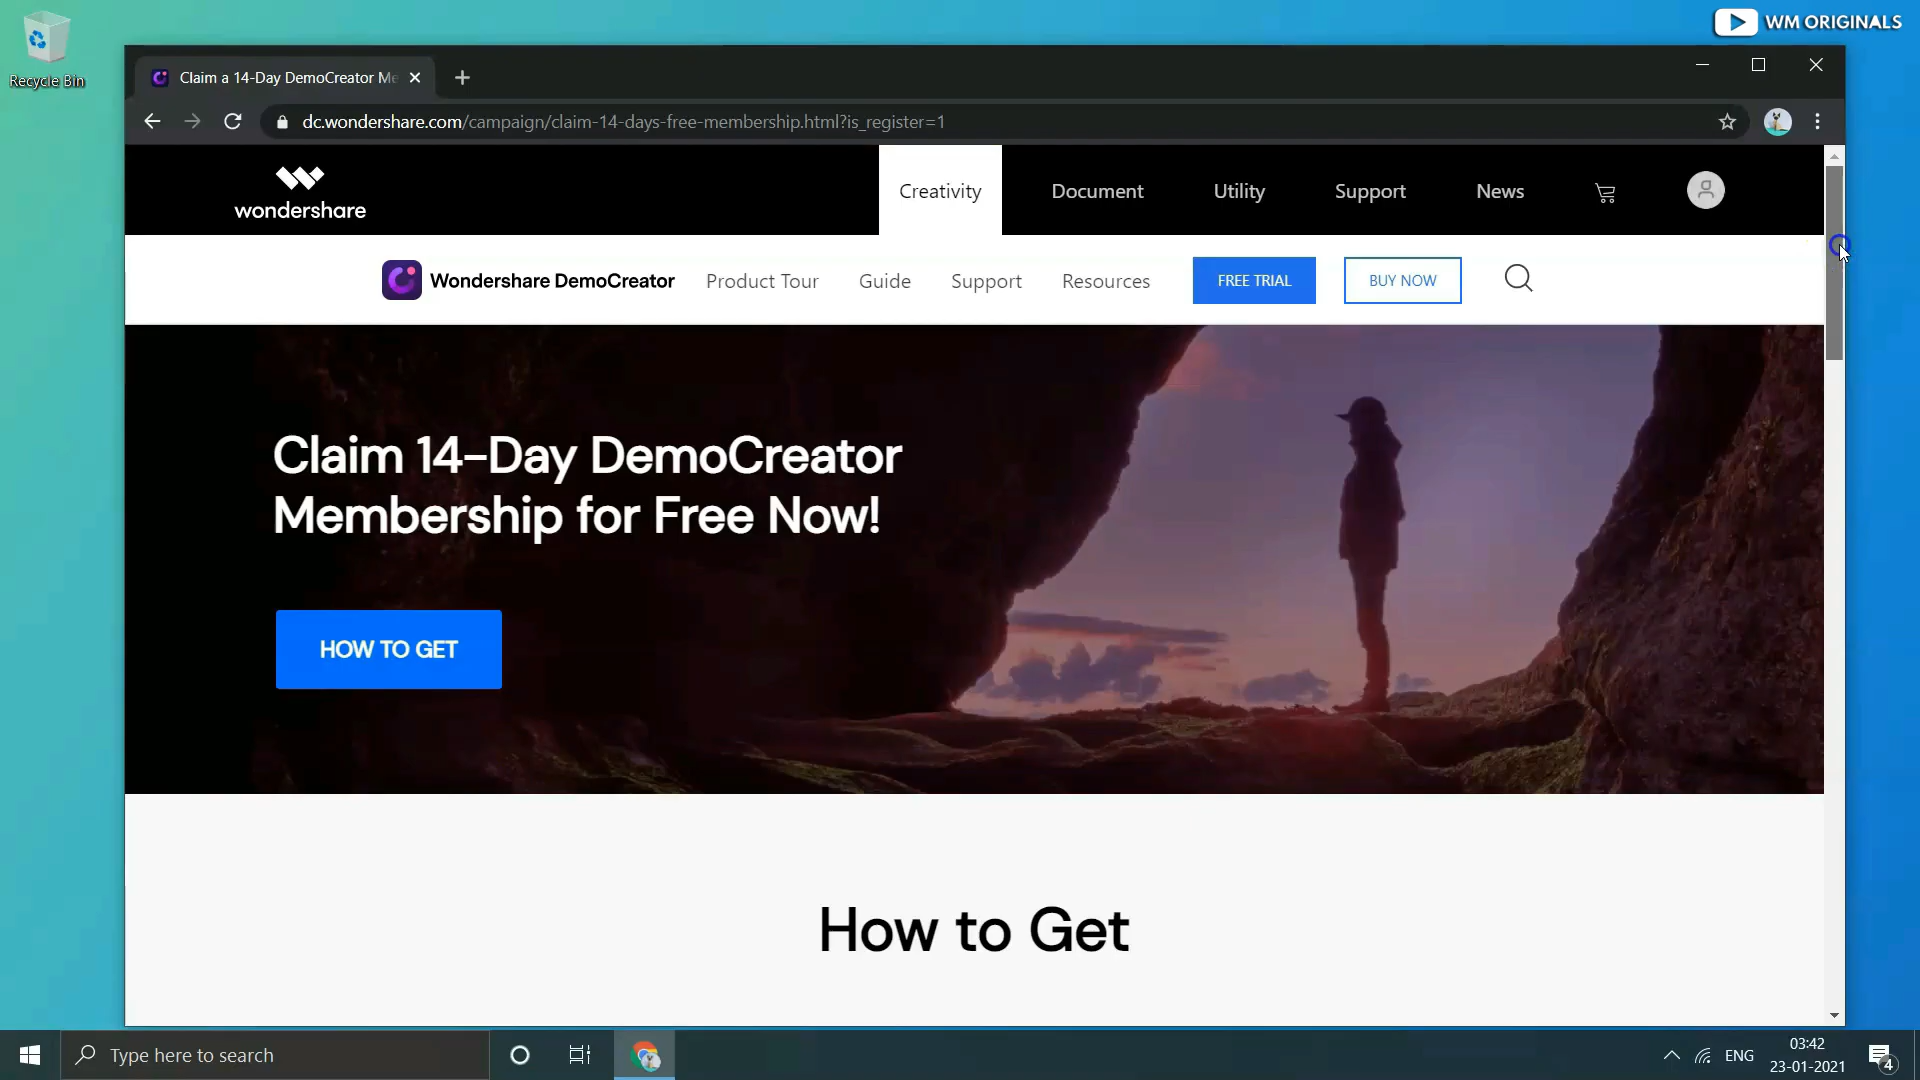 WM ORIGINALS
Recycle Bin
Claim a 14-Day DemoCreator Me
dc.wondershare.com/campaign/claim-14-days-free-membership.html?is_register=1
wondershare
Creativity
Document
Utility
Support
News
Wondershare DemoCreator
Product Tour
Guide
Support
Resources
FREE TRIAL
BUY NOW
Claim 14-Day DemoCreator
Membership for Free Now!
HOW TO GET
How to Get
Type here to search
ENG
03:42
23-01-2021
4